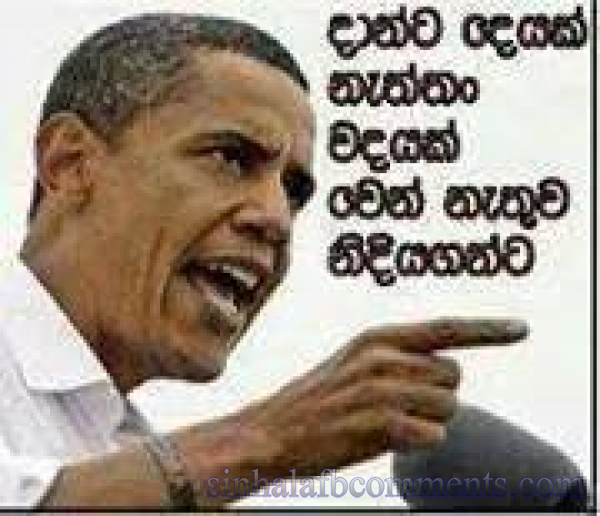 දාන්ට දෙයක්
නැත්තං
වදයක්
වෙන් නැතුව
නිදියගන්ට
sinhalafbcomments.com